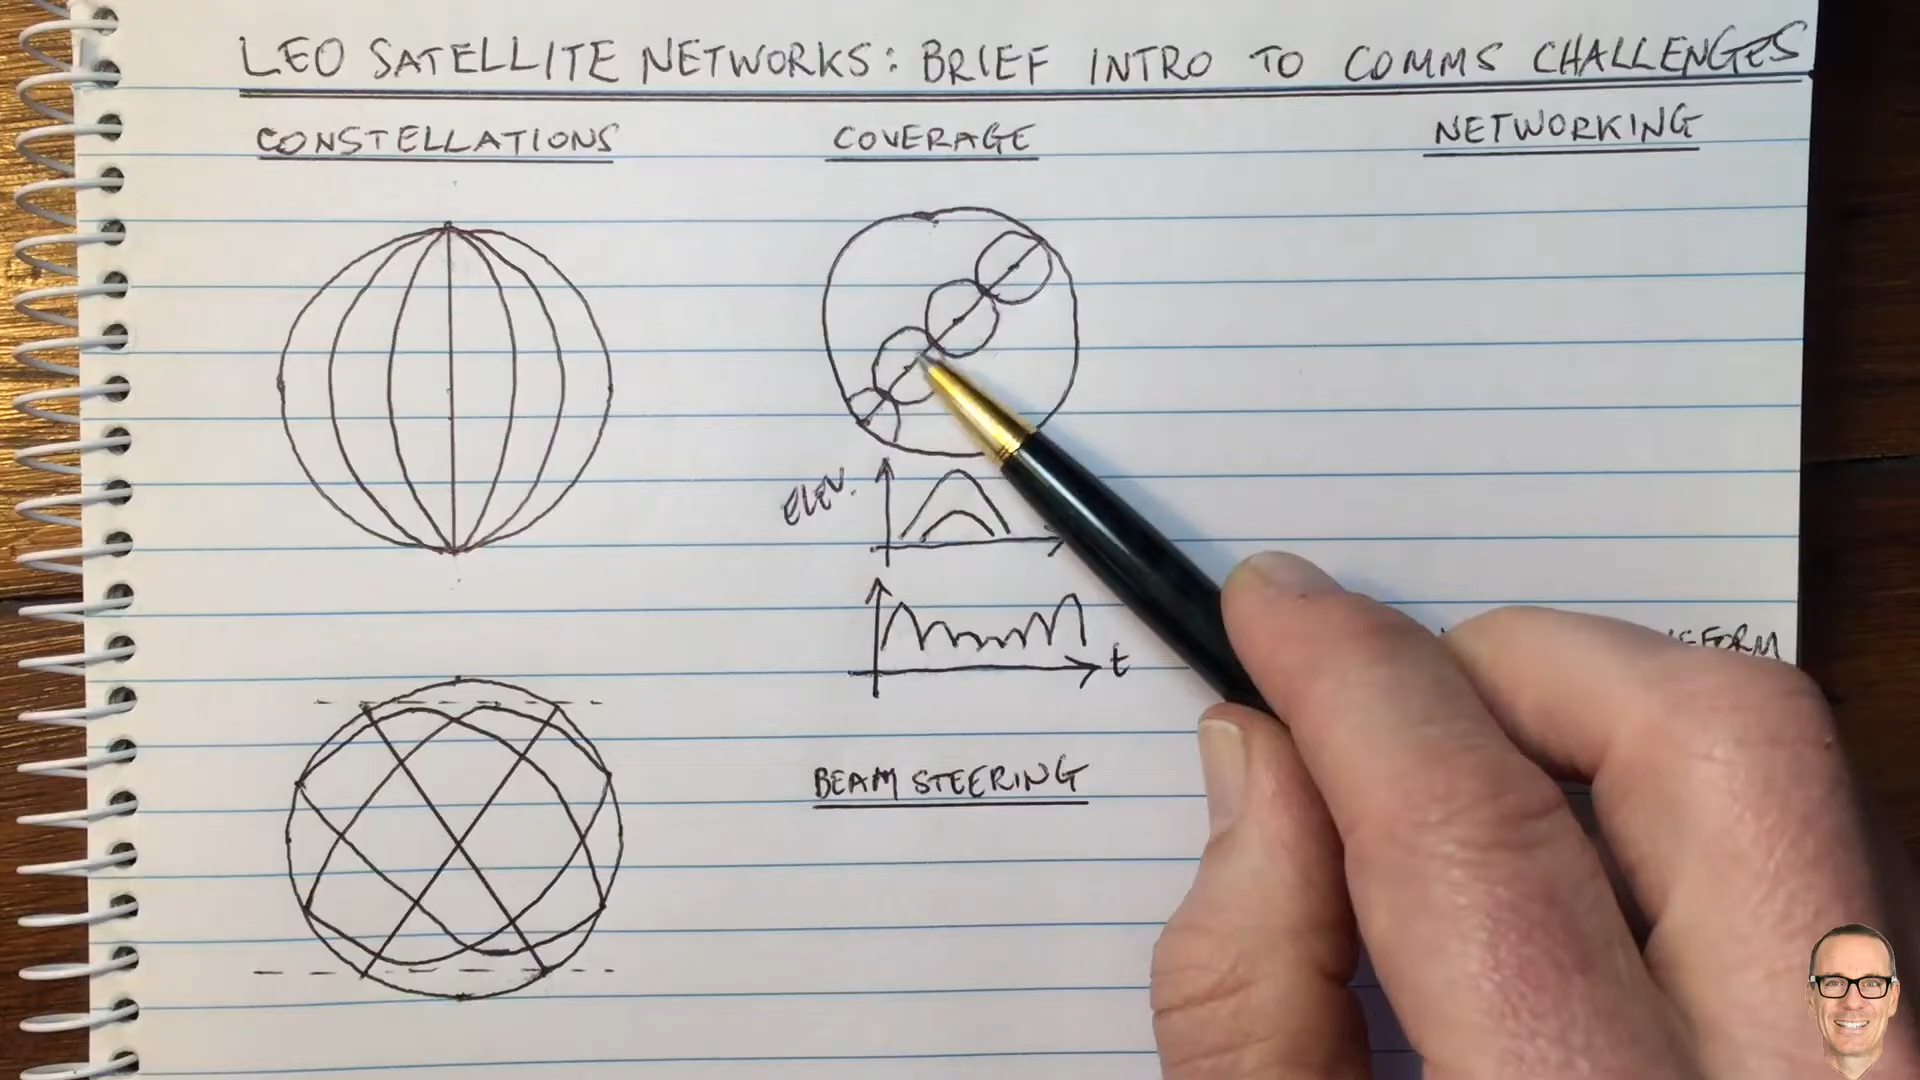 LEO SATELLITE NETWORKS: BRIEF INTRO TO COMMS CHALLENGES
CONSTELLATIONS
COVERAGE
NETWORKING
ELEV.
t
BEAM STEERING